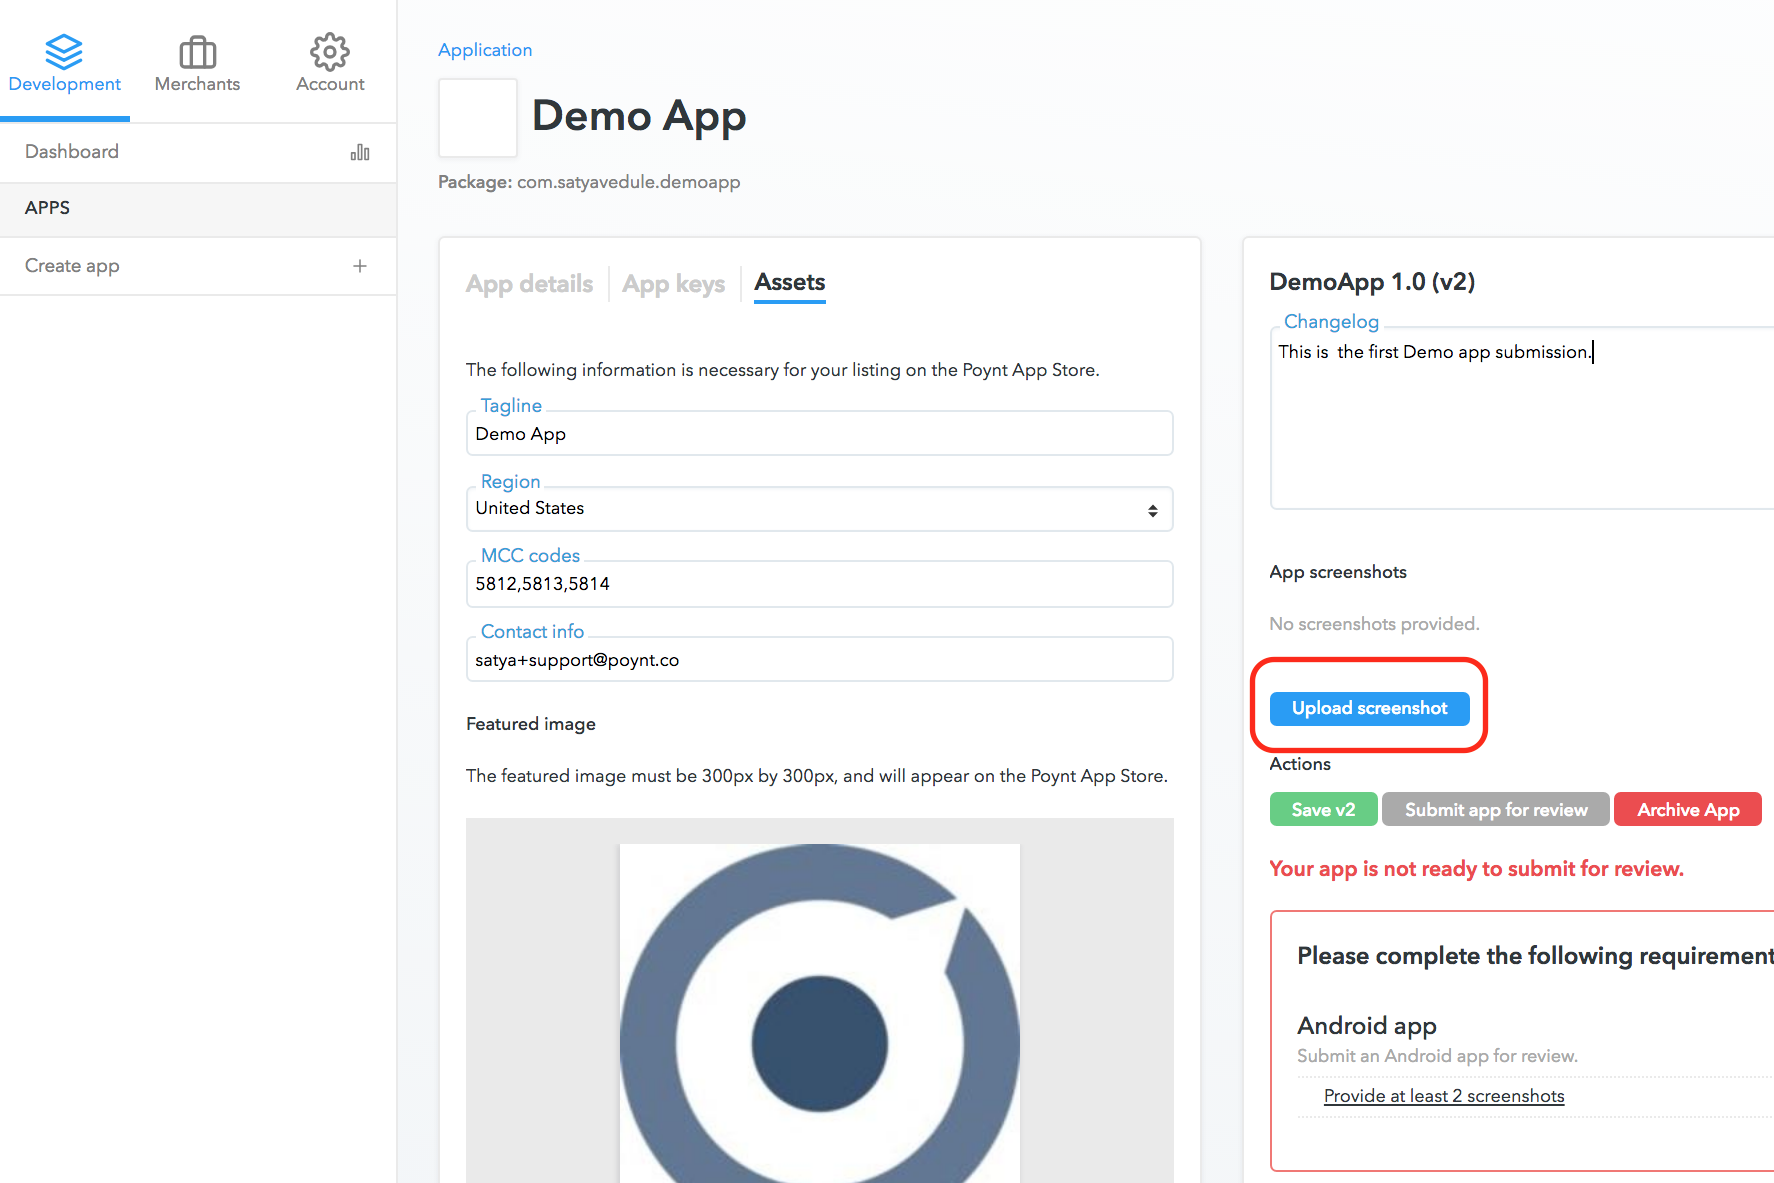 Development
Merchants
Account
Dashboard
APPS
Create app
Application
Demo App
Package: com.satyavedule.demoapp
App details
App keys
Assets
The following information is necessary for your listing on the Poynt App Store.
Tagline
Demo App
Region
United States
MCC codes
5812,5813,5814
Contact info
satya+support@poynt.co
Featured image
The featured image must be 300px by 300px, and will appear on the Poynt App Store.
DemoApp 1.0 (v2)
Changelog
This is  the first Demo app submission.
App screenshots
No screenshots provided.
Upload screenshot
Actions
Save v2
Submit app for review
Archive App
Your app is not ready to submit for review.
Please complete the following requirement
Android app
Submit an Android app for review.
Provide at least 2 screenshots